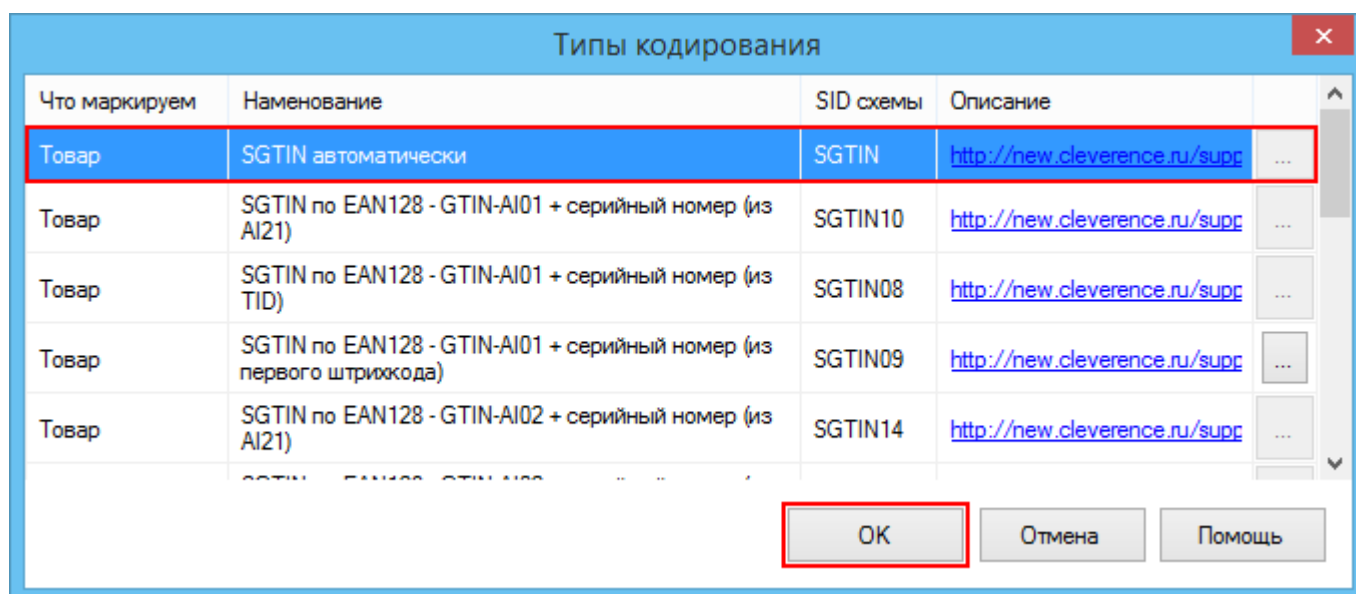 Типы кодирования
Что маркируем Наменование SID схемы Описание
Товар SGTIN автоматически SGTIN http://new.cleverence.ru/supp ...
Товар SGTIN по EAN128 - GTIN-AI01 + серийный номер (из AI21) SGTIN10 http://new.cleverence.ru/supp ...
Товар SGTIN по EAN128 - GTIN-AI01 + серийный номер (из TID) SGTIN08 http://new.cleverence.ru/supp ...
Товар SGTIN по EAN128 - GTIN-AI01 + серийный номер (из первого штрихкода) SGTIN09 http://new.cleverence.ru/supp ...
Товар SGTIN по EAN128 - GTIN-AI02 + серийный номер (из AI21) SGTIN14 http://new.cleverence.ru/supp ...
OK Отмена Помощь